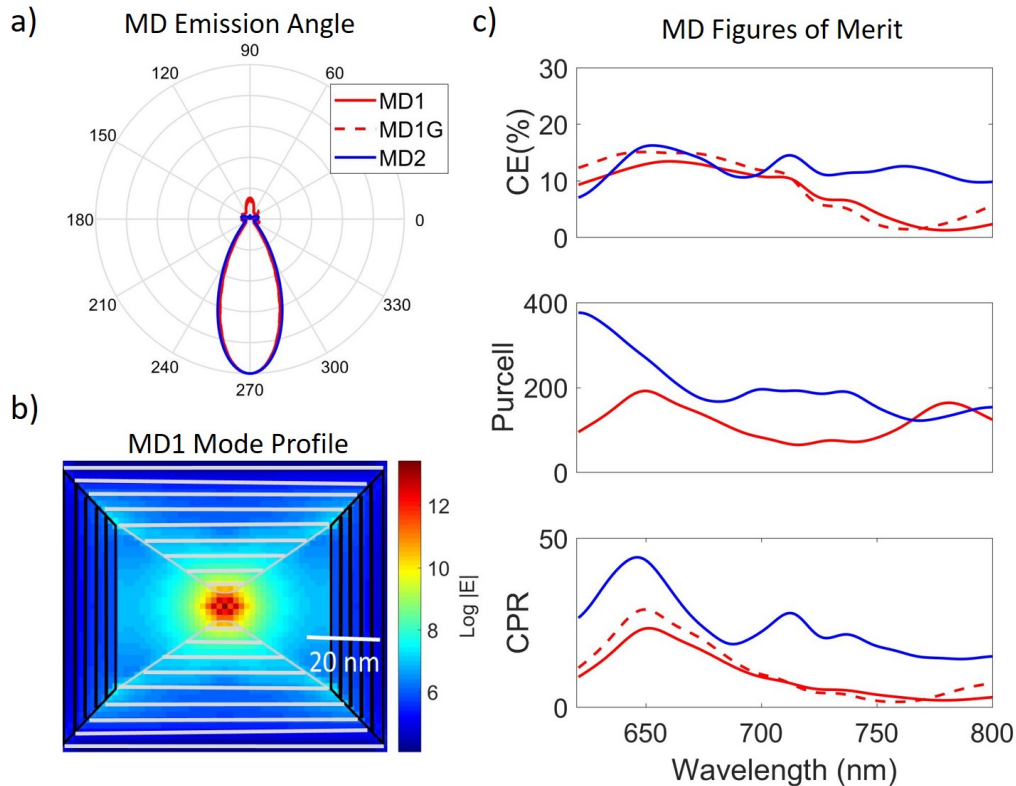 a)
MD Emission Angle
90
120
60
MD1
MD1G
MD2
150
180
0
210
330
240
300
270
b)
MD1 Mode Profile
12
10
8
6
Log |E|
20 nm
c)
MD Figures of Merit
30
20
10
0
CE(%)
400
200
0
Purcell
50
0
CPR
650
700
750
800
Wavelength (nm)